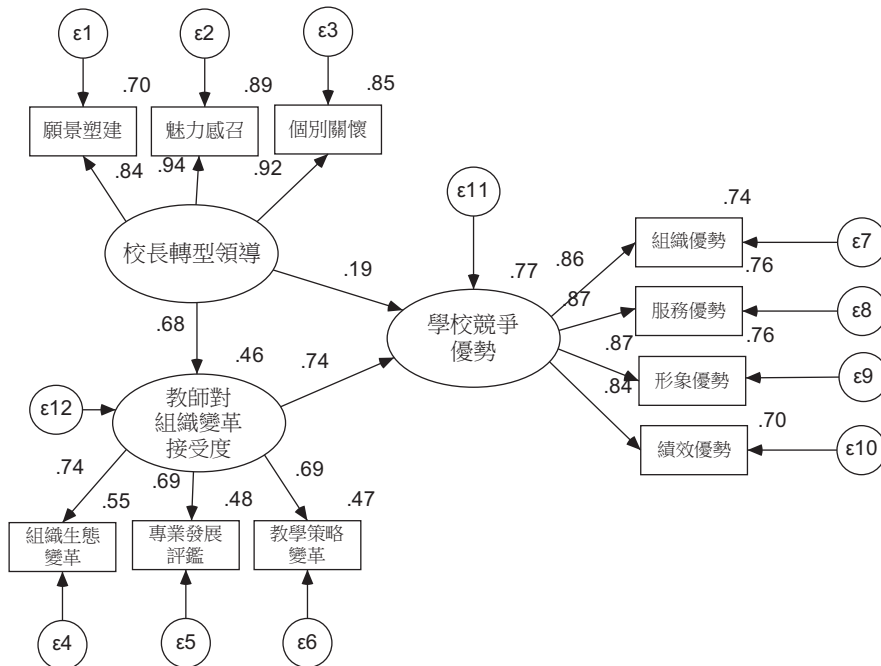 ε1
ε2
ε3
.70
.89
.85
願景塑建
魅力感召
個別關懷
.84
.94
.92
ε11
.74
校長轉型領導
組織優勢
ε7
.19
.77
.86
.76
.87
學校競爭
優勢
服務優勢
ε8
.68
.76
.46
.74
.87
形象優勢
ε9
.84
ε12
教師對
組織變革
接受度
.70
績效優勢
ε10
.74
.69
.69
.55
.48
.47
組織生態
變革
專業發展
評鑑
教學策略
變革
ε4
ε5
ε6